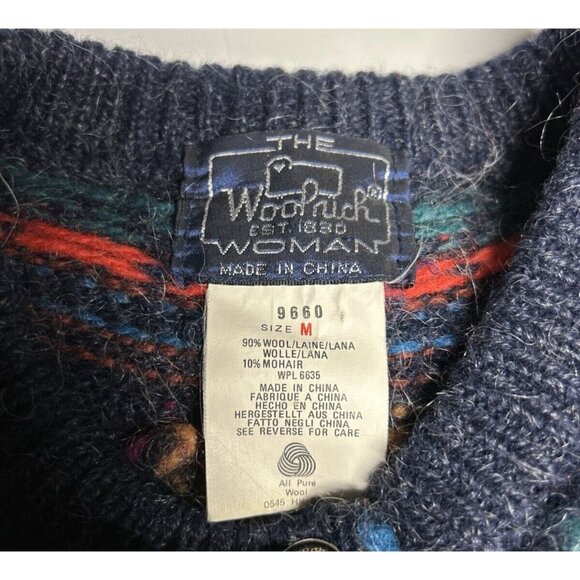 THE
Woolrich®
EST. 1830
WOMAN
MADE IN CHINA
9660
SIZE M
90% WOOL/LAINE/LANA
WOLLE/LANA
10% MOHAIR
WPL 6635
MADE IN CHINA
FABRIQUE A CHINA
HECHO EN CHINA
HERGESTELLT AUS CHINA
FATTO NEGLI CHINA
SEE REVERSE FOR CARE
All Pure
Wool
0545